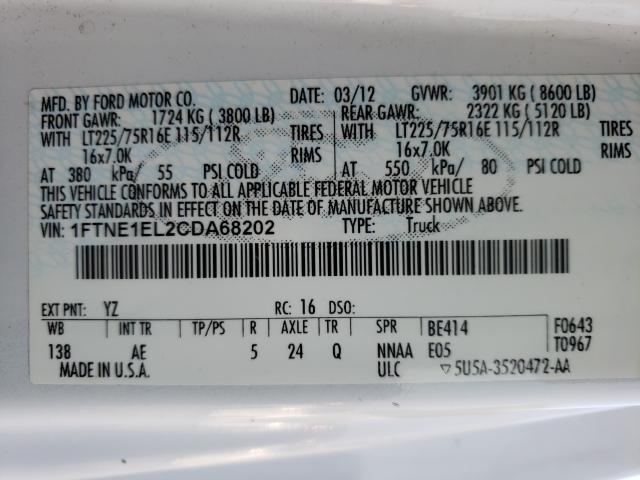 MFD. BY FORD MOTOR CO. DATE: 03/12 GVWR: 3901 KG ( 8600 LB)
FRONT GAWR: 1724 KG ( 3800 LB) REAR GAWR: 2322 KG ( 5120 LB)
WITH LT225/75R16E 115/112R TIRES WITH LT225/75R16E 115/112R TIRES
16x7.0K RIMS 16x7.0K RIMS
AT 380 kPa/ 55 PSI COLD AT 550 kPa/ 80 PSI COLD
THIS VEHICLE CONFORMS TO ALL APPLICABLE FEDERAL MOTOR VEHICLE
SAFETY STANDARDS IN EFFECT ON THE DATE OF MANUFACTURE SHOWN ABOVE.
VIN: 1FTNE1EL2CDA68202 TYPE: Truck
EXT PNT: YZ RC: 16 DSO:
WB INT TR TP/PS R AXLE TR SPR BE414 F0643
138 AE 5 24 Q NNAA E05 T0967
MADE IN U.S.A. ULC ▽5U5A-3520472-AA